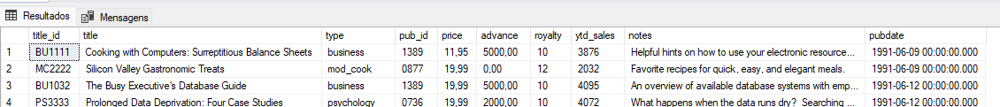 Resultados Mensagens
title_id title type pub_id price advance royalty ytd_sales notes pubdate
1 BU1111 Cooking with Computers: Surreptitious Balance Sheets business 1389 11,95 5000,00 10 3876 Helpful hints on how to use your electronic resource... 1991-06-09 00:00:00.000
2 MC2222 Silicon Valley Gastronomic Treats mod_cook 0877 19,99 0,00 12 2032 Favorite recipes for quick, easy, and elegant meals. 1991-06-09 00:00:00.000
3 BU1032 The Busy Executive's Database Guide business 1389 19,99 5000,00 10 4095 An overview of available database systems with emp... 1991-06-12 00:00:00.000
4 PS3333 Prolonged Data Deprivation: Four Case Studies psychology 0736 19,99 2000,00 10 4072 What happens when the data runs dry? Searching ... 1991-06-12 00:00:00.000